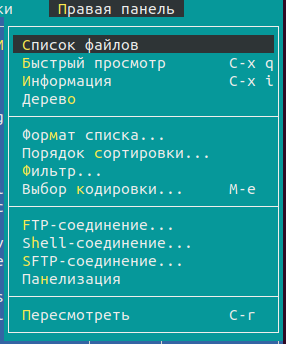 ки Правая панель
Список файлов
Быстрый просмотр C-x q
Информация C-x i
Дерево
Формат списка...
Порядок сортировки...
Фильтр...
Выбор кодировки... M-e
FTP-соединение...
Shell-соединение...
SFTP-соединение...
Панелизация
Пересмотреть C-r